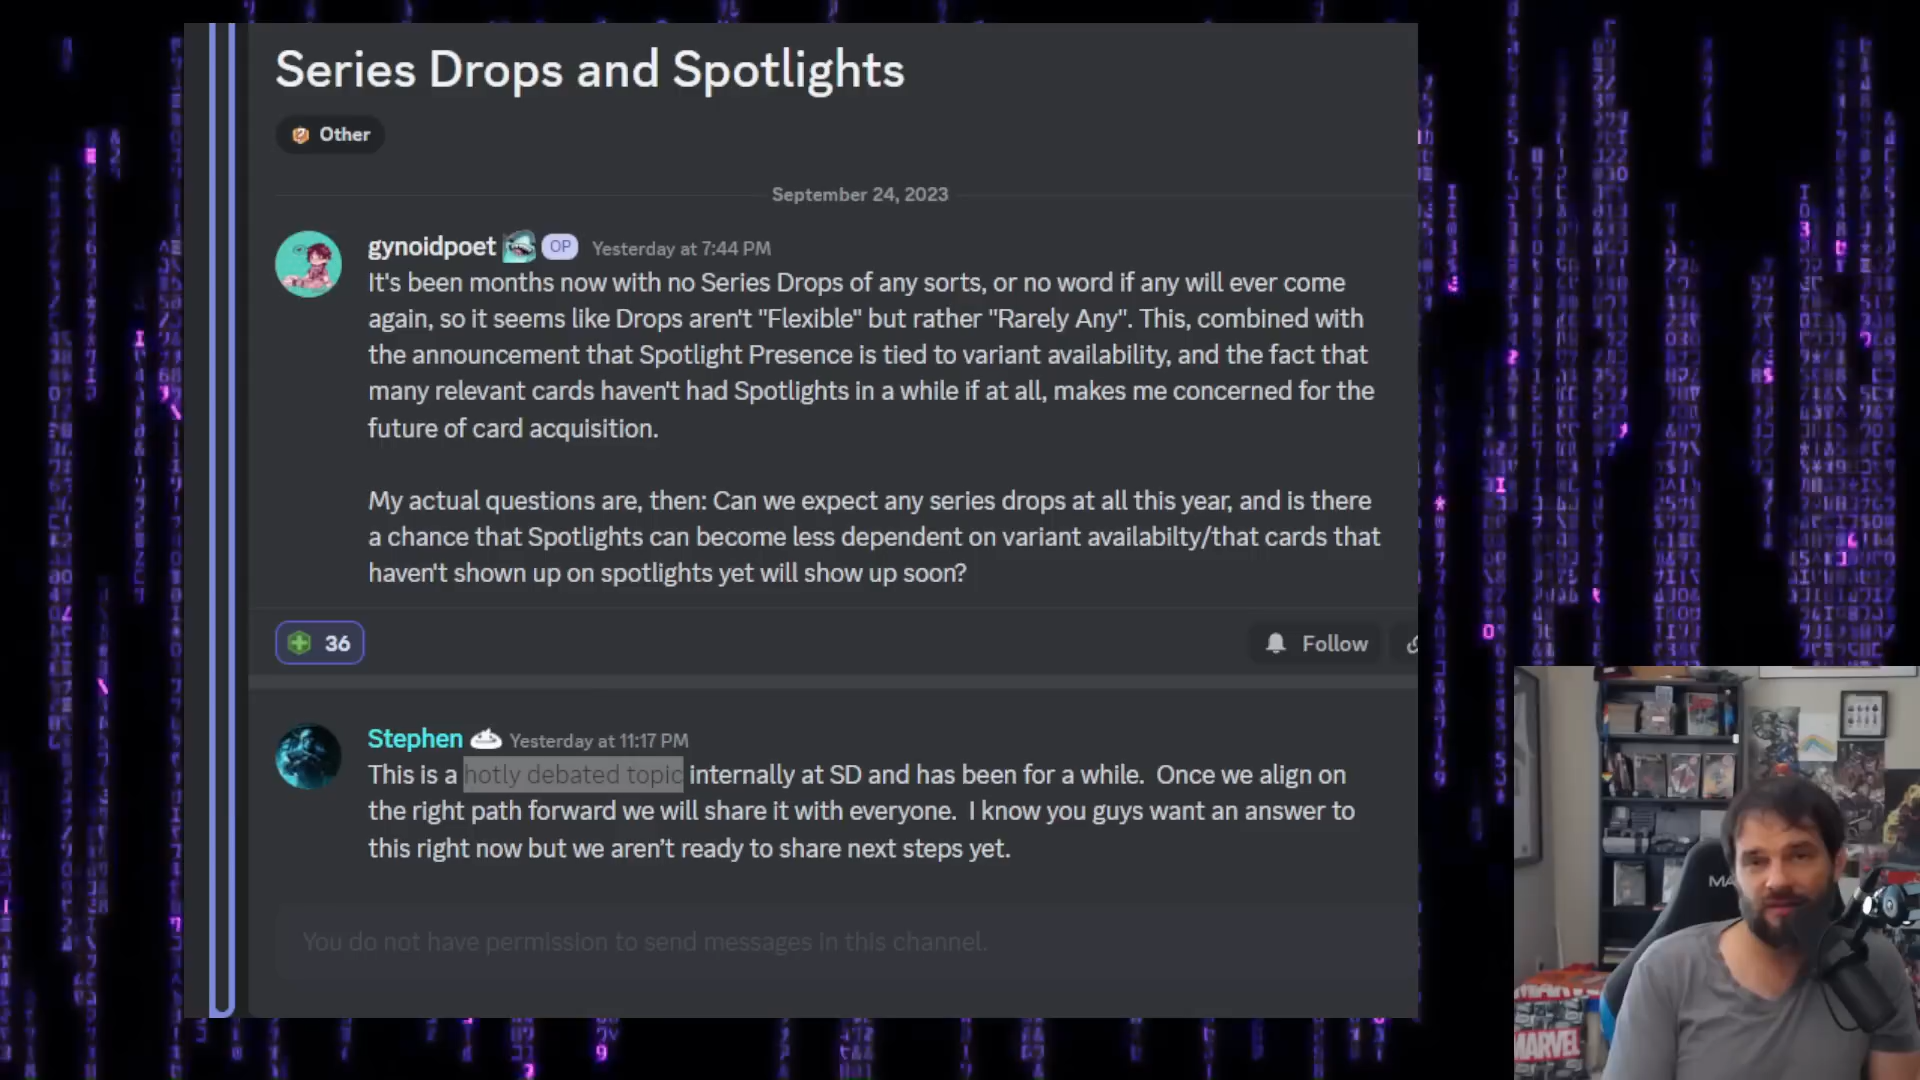 Series Drops and Spotlights
Other
September 24, 2023
gynoidpoet OP Yesterday at 7:44 PM
It's been months now with no Series Drops of any sorts, or no word if any will ever come
again, so it seems like Drops aren't "Flexible" but rather "Rarely Any". This, combined with
the announcement that Spotlight Presence is tied to variant availability, and the fact that
many relevant cards haven't had Spotlights in a while if at all, makes me concerned for the
future of card acquisition.
My actual questions are, then: Can we expect any series drops at all this year, and is there
a chance that Spotlights can become less dependent on variant availabilty/that cards that
haven't shown up on spotlights yet will show up soon?
36
Follow
Stephen Yesterday at 11:17 PM
This is a hotly debated topic internally at SD and has been for a while. Once we align on
the right path forward we will share it with everyone. I know you guys want an answer to
this right now but we aren't ready to share next steps yet.
You do not have permission to send messages in this channel.
MARVEL